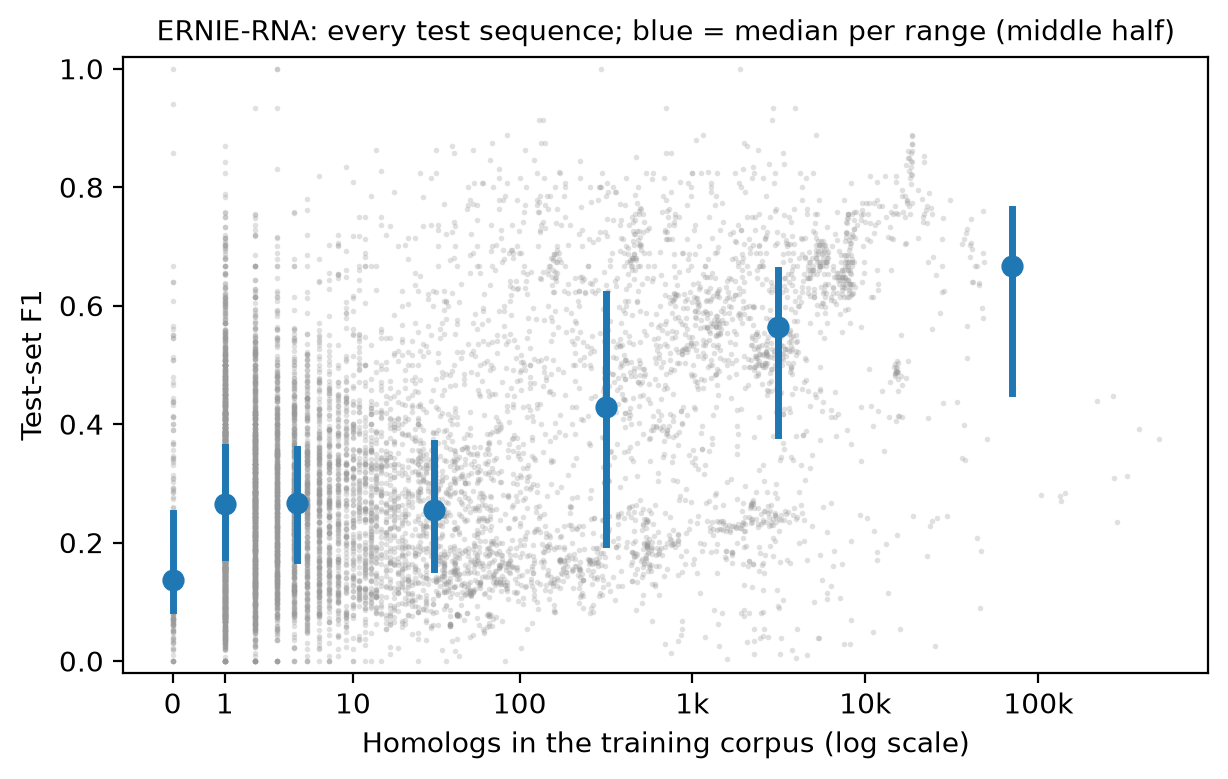 ERNIE-RNA: every test sequence; blue = median per range (middle half)
1.0
0.8
0.6
0.4
0.2
0.0
Test-set F1
0 1 10 100 1k 10k 100k
Homologs in the training corpus (log scale)